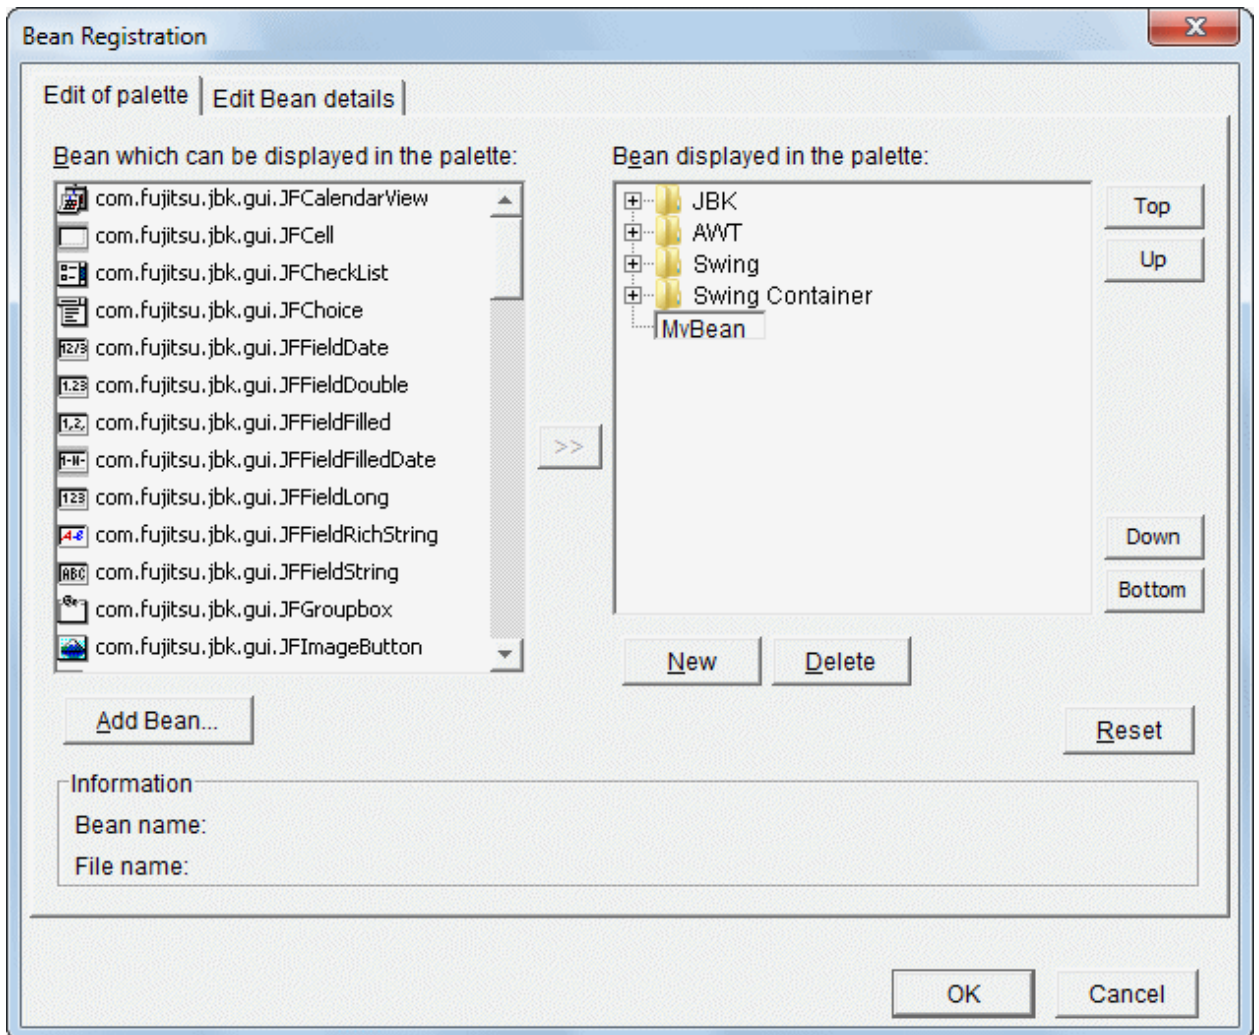 Bean Registration
Edit of palette
Edit Bean details
Bean which can be displayed in the palette:
com.fujitsu.jbk.gui.JFCalendarView
com.fujitsu.jbk.gui.JFCell
com.fujitsu.jbk.gui.JFCheckList
com.fujitsu.jbk.gui.JFChoice
com.fujitsu.jbk.gui.JFFieldDate
com.fujitsu.jbk.gui.JFFieldDouble
com.fujitsu.jbk.gui.JFFieldFilled
com.fujitsu.jbk.gui.JFFieldFilledDate
com.fujitsu.jbk.gui.JFFieldLong
com.fujitsu.jbk.gui.JFFieldRichString
com.fujitsu.jbk.gui.JFFieldString
com.fujitsu.jbk.gui.JFGroupbox
com.fujitsu.jbk.gui.JFImageButton
Add Bean...
>>
Bean displayed in the palette:
JBK
AWT
Swing
Swing Container
MyBean
Top
Up
Down
Bottom
New
Delete
Reset
Information
Bean name:
File name:
OK
Cancel